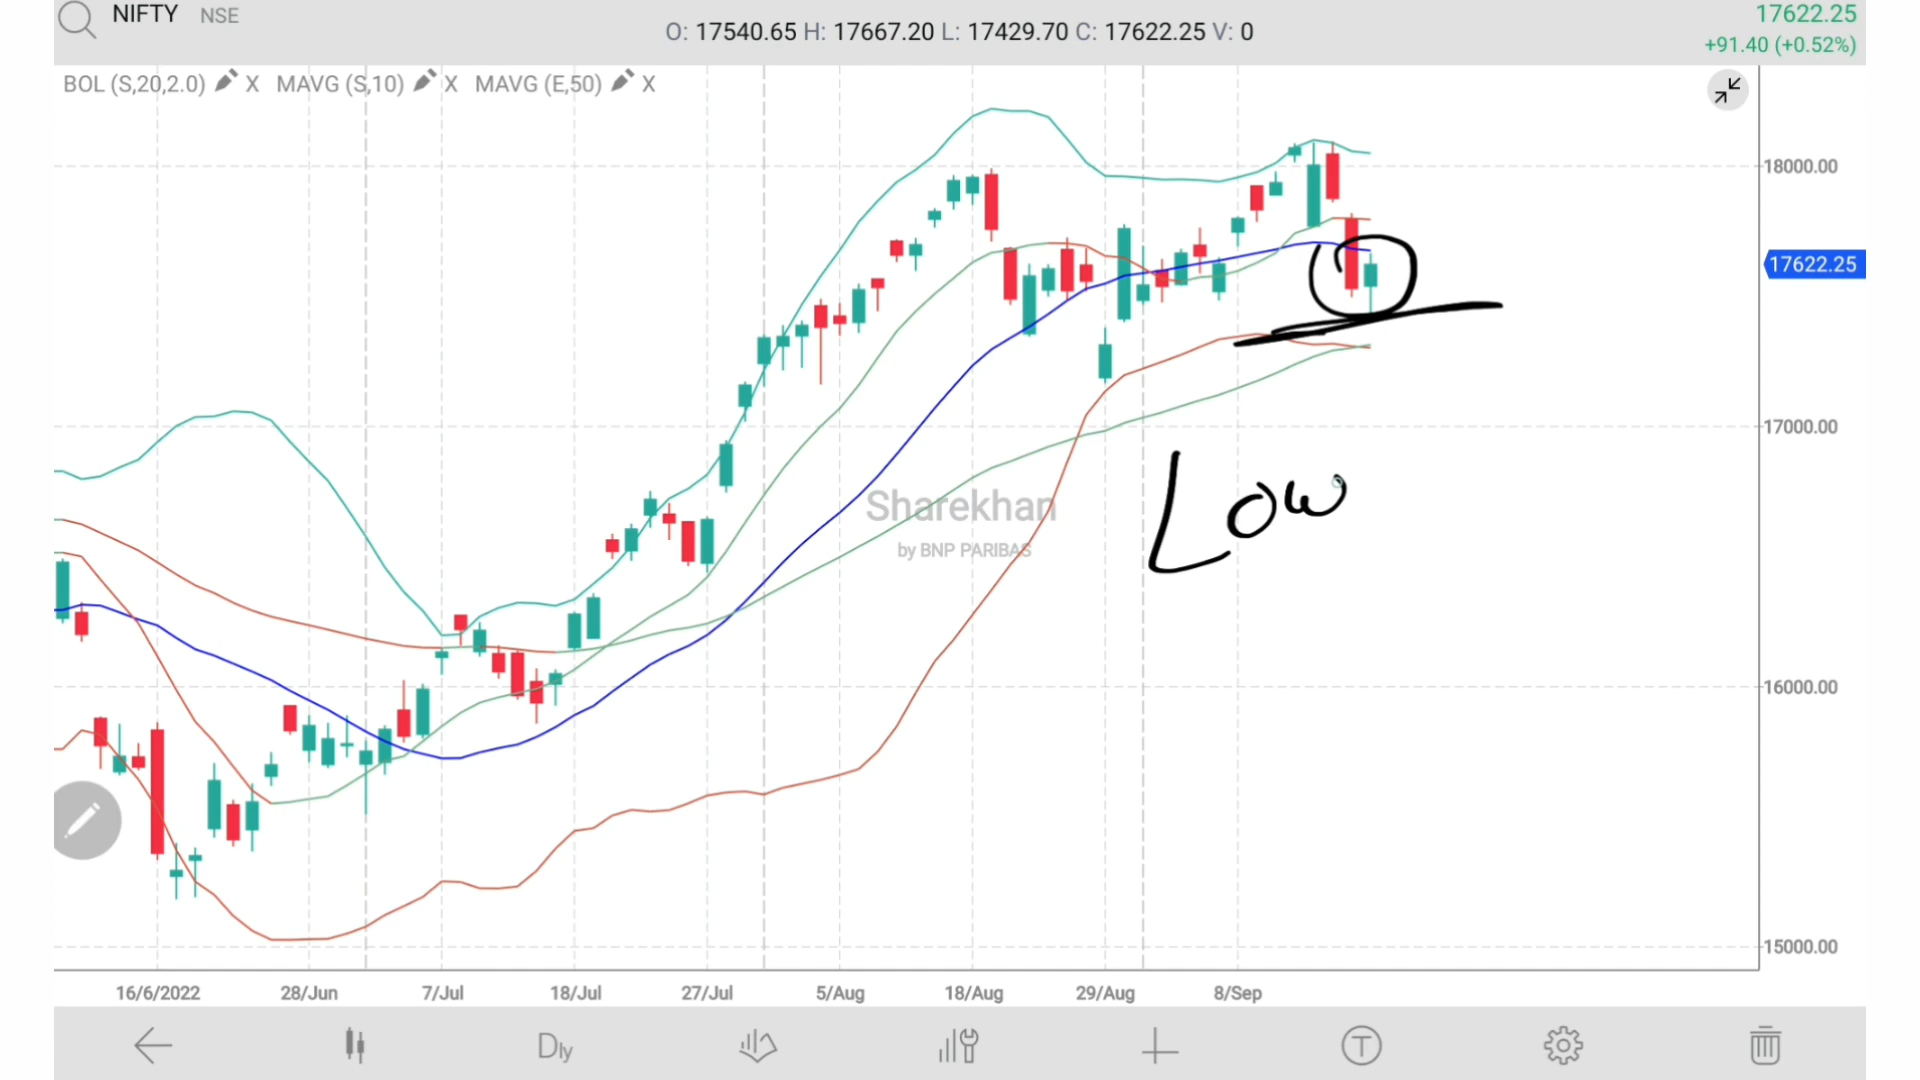 NIFTY NSE
O: 17540.65 H: 17667.20 L: 17429.70 C: 17622.25 V: 0
17622.25
+91.40 (+0.52%)
BOL (S,20,2.0) X MAVG (S,10) X MAVG (E,50) X
18000.00
17622.25
17000.00
Low
Sharekhan
by BNP PARIBAS
16000.00
15000.00
16/6/2022 28/Jun 7/Jul 18/Jul 27/Jul 5/Aug 18/Aug 29/Aug 8/Sep
Dly
T